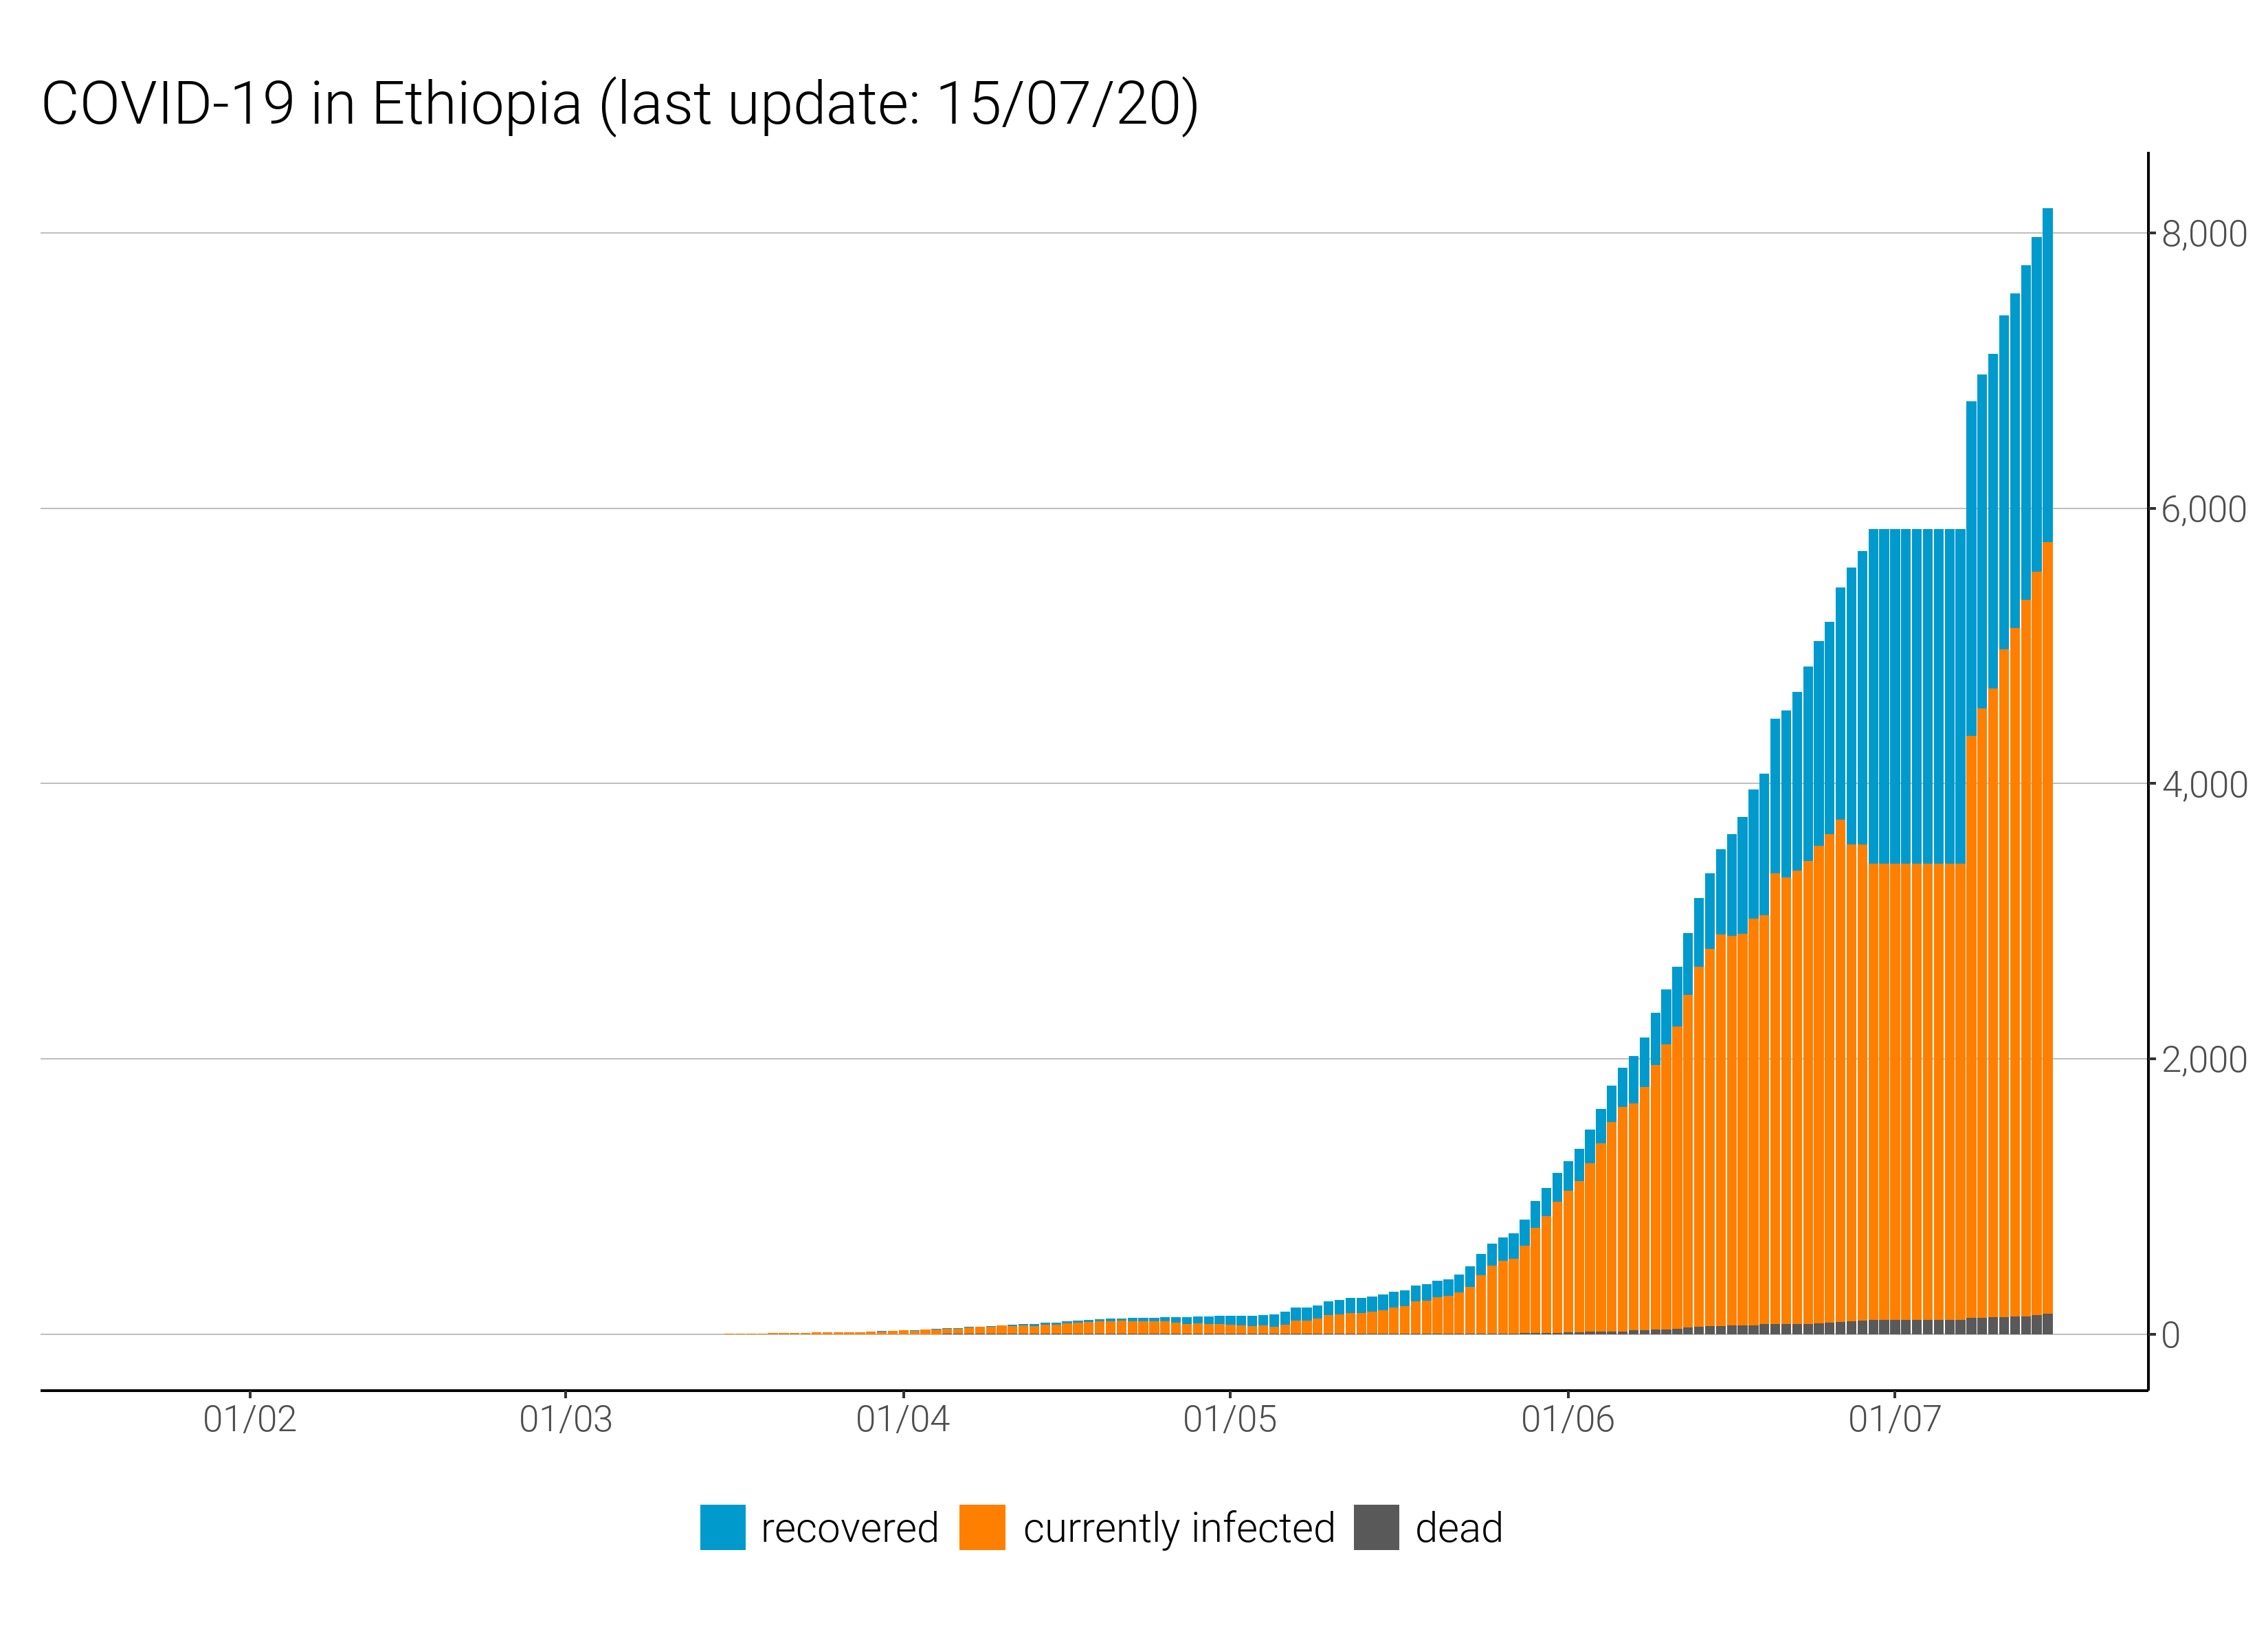 COVID-19 in Ethiopia (last update: 15/07/20)
8,000
6,000
4,000
2,000
0
01/02 01/03 01/04 01/05 01/06 01/07
recovered currently infected dead